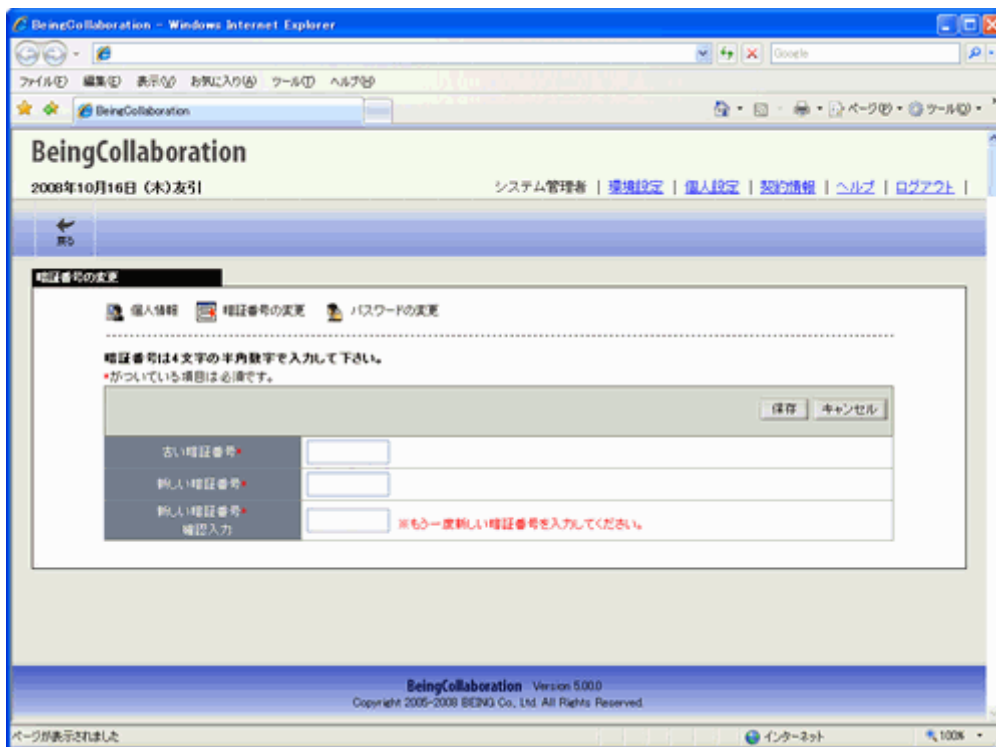 BeingCollaboration - Windows Internet Explorer
Google
ファイル(F) 編集(E) 表示(V) お気に入り(A) ツール(T) ヘルプ(H)
BeingCollaboration ページ(P) ツール(O)
BeingCollaboration
2008年10月16日 (木)友引 システム管理者 | 環境設定 | 個人設定 | 契約情報 | ヘルプ | ログアウト |
戻る
暗証番号の変更
個人情報 暗証番号の変更 パスワードの変更
暗証番号は4文字の半角数字で入力して下さい。
*がついている項目は必須です。
保存 キャンセル
古い暗証番号*
新しい暗証番号*
新しい暗証番号*
確認入力 ※もう一度新しい暗証番号を入力してください。
BeingCollaboration Version 5.00.0
Copyright 2005-2008 BEING Co., Ltd. All Rights Reserved.
ページが表示されました インターネット 100%